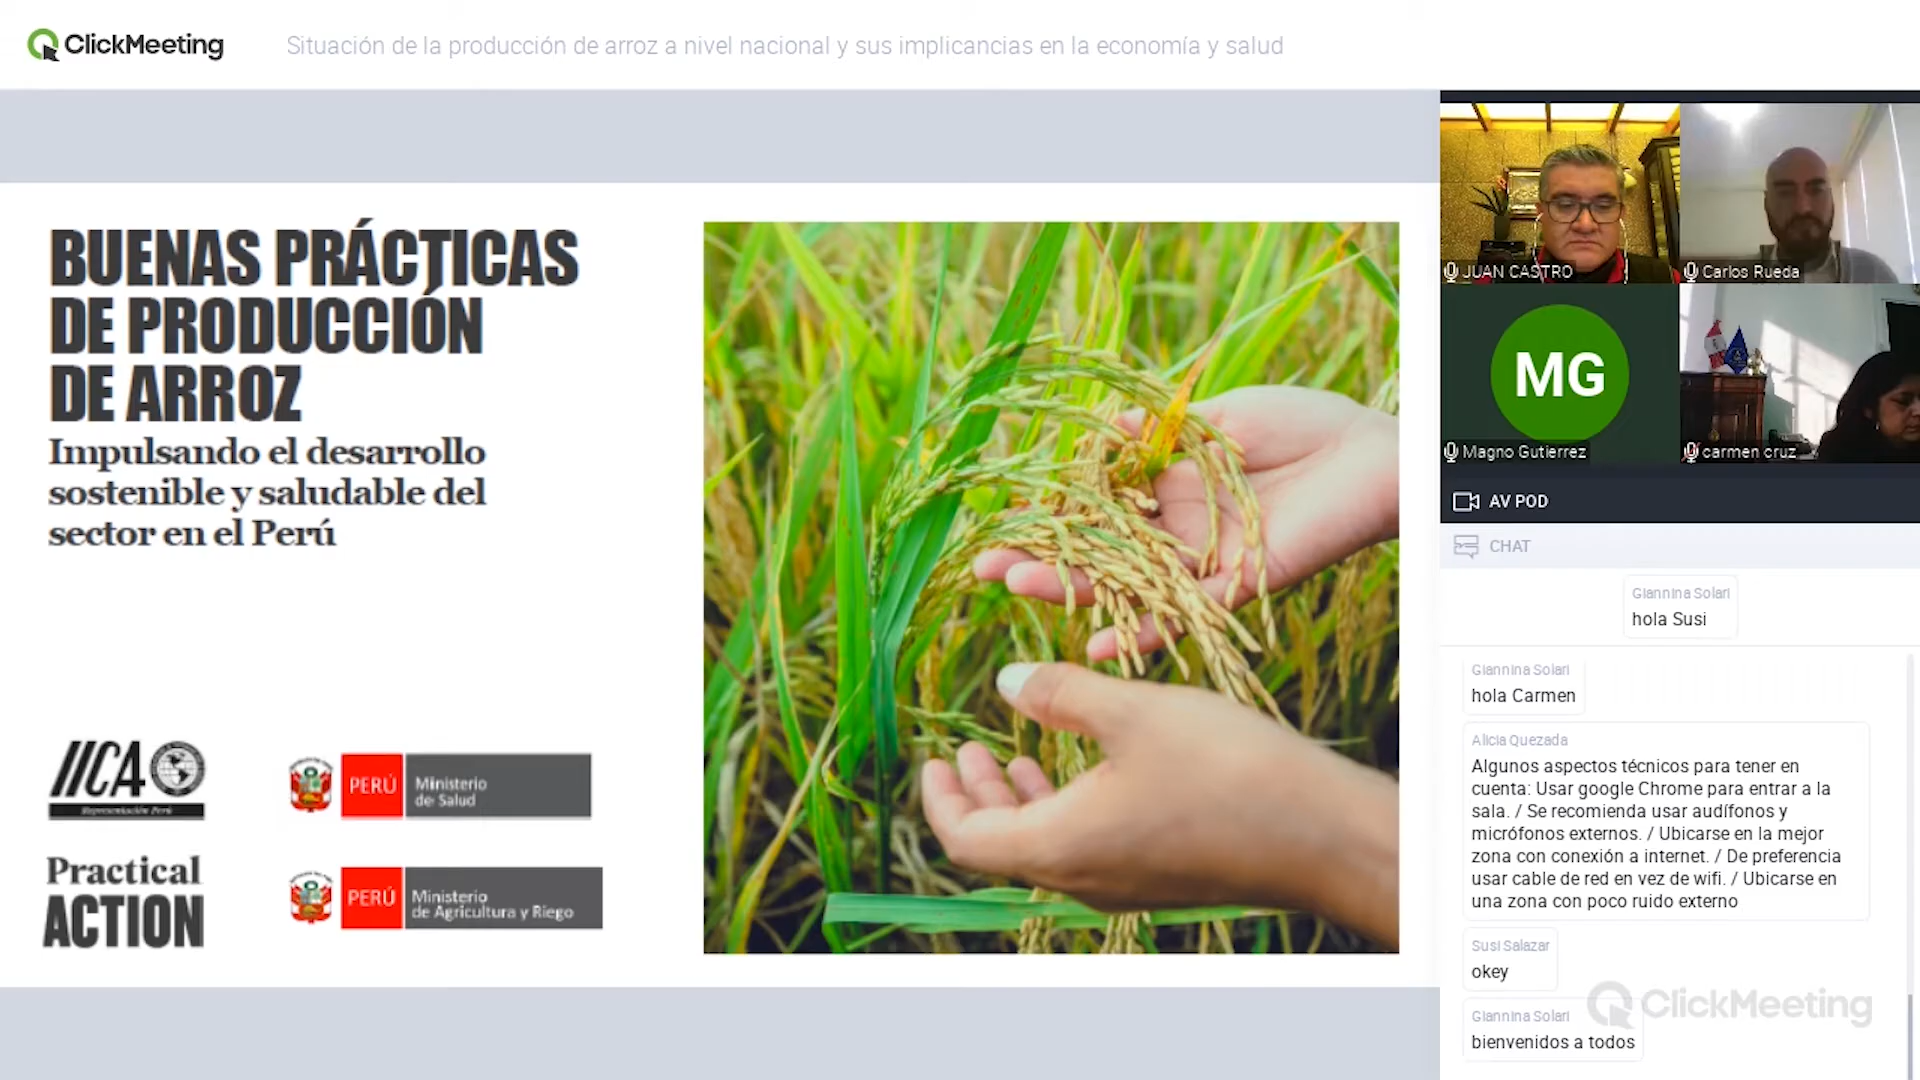 ClickMeeting
Situación de la producción de arroz a nivel nacional y sus implicancias en la economía y salud
BUENAS PRÁCTICAS
DE PRODUCCIÓN
DE ARROZ
Impulsando el desarrollo
sostenible y saludable del
sector en el Perú
IICA
Representación Perú
PERÚ
Ministerio
de Salud
Practical
ACTION
PERÚ
Ministerio
de Agricultura y Riego
JUAN CASTRO
Carlos Rueda
MG
Magno Gutierrez
carmen cruz
AV POD
CHAT
Giannina Solari
hola Susi
Giannina Solari
hola Carmen
Alicia Quezada
Algunos aspectos técnicos para tener en
cuenta: Usar google Chrome para entrar a la
sala. / Se recomienda usar audífonos y
micrófonos externos. / Ubicarse en la mejor
zona con conexión a internet. / De preferencia
usar cable de red en vez de wifi. / Ubicarse en
una zona con poco ruido externo
Susi Salazar
okey
Giannina Solari
bienvenidos a todos
ClickMeeting